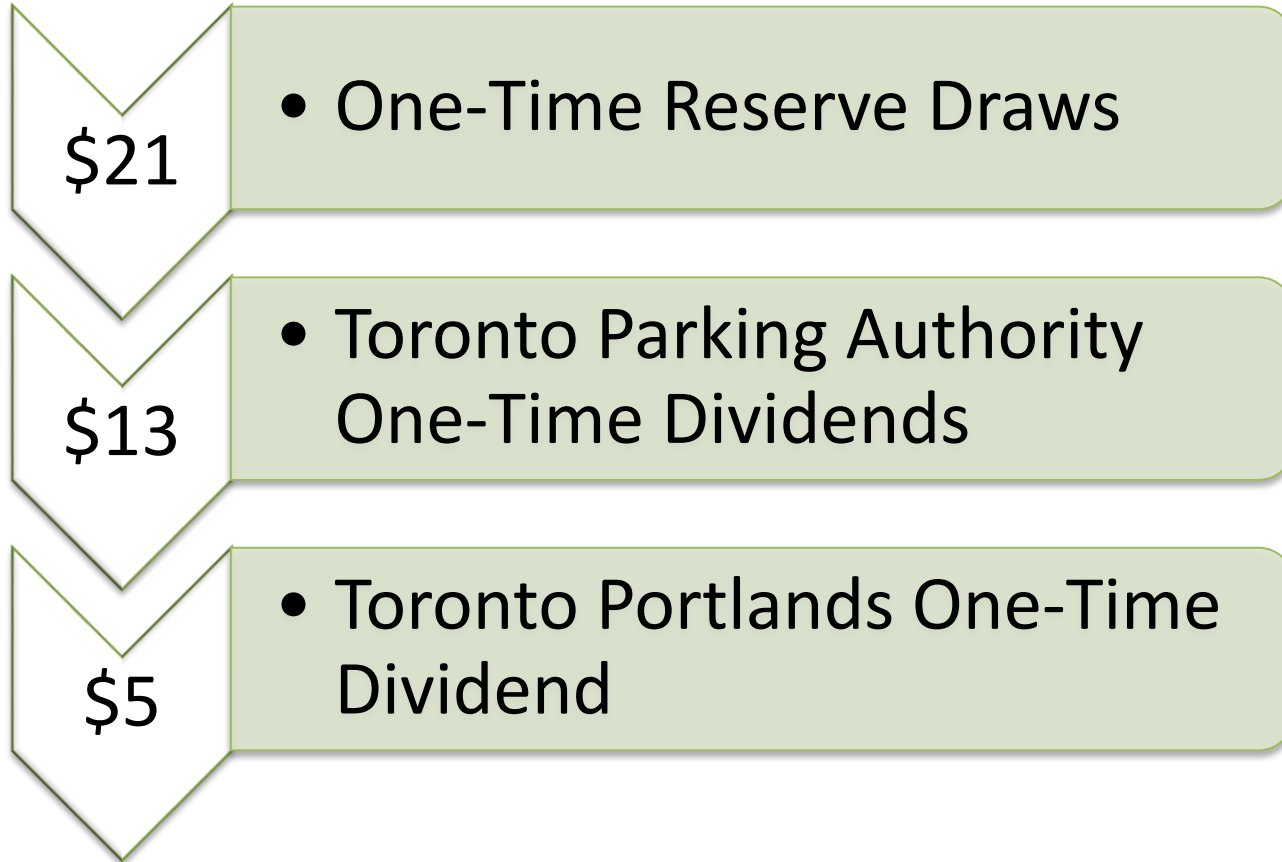 $21
• One-Time Reserve Draws
$13
• Toronto Parking Authority
One-Time Dividends
$5
• Toronto Portlands One-Time
Dividend